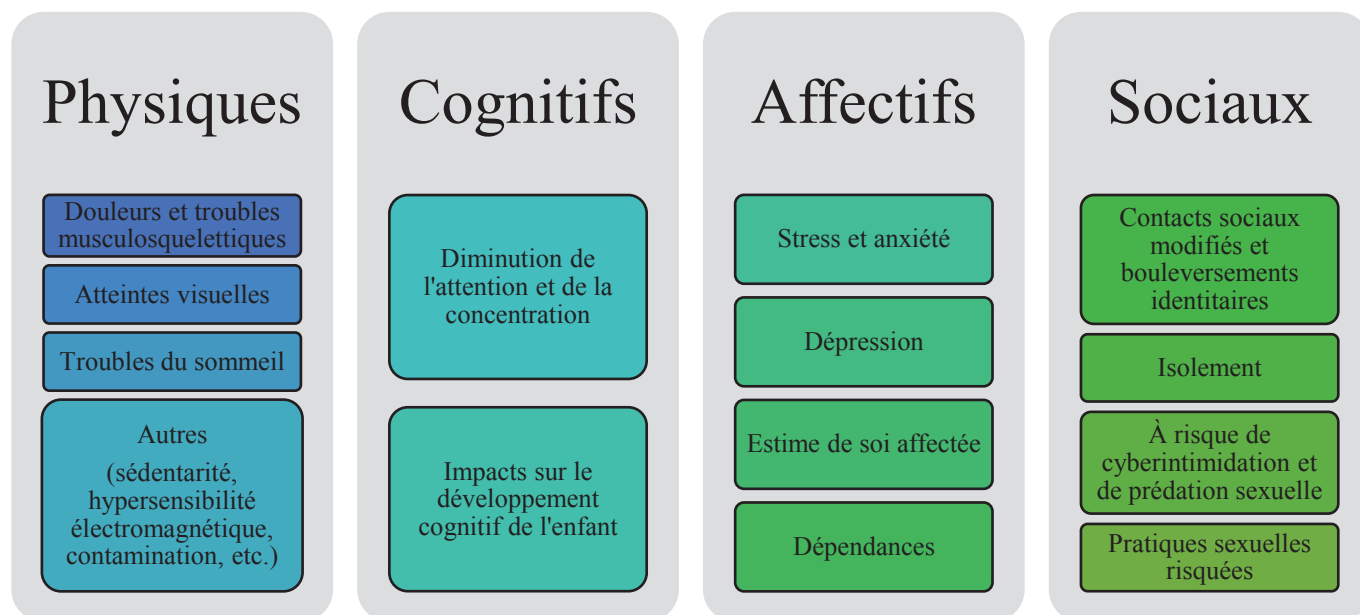 Physiques
Douleurs et troubles
musculosquelettiques
Atteintes visuelles
Troubles du sommeil
Autres
(sédentarité,
hypersensibilité
électromagnétique,
contamination, etc.)
Cognitifs
Diminution de
l'attention et de la
concentration
Impacts sur le
développement
cognitif de l'enfant
Affectifs
Stress et anxiété
Dépression
Estime de soi affectée
Dépendances
Sociaux
Contacts sociaux
modifiés et
bouleversements
identitaires
Isolement
À risque de
cyberintimidation et
de prédation sexuelle
Pratiques sexuelles
risquées